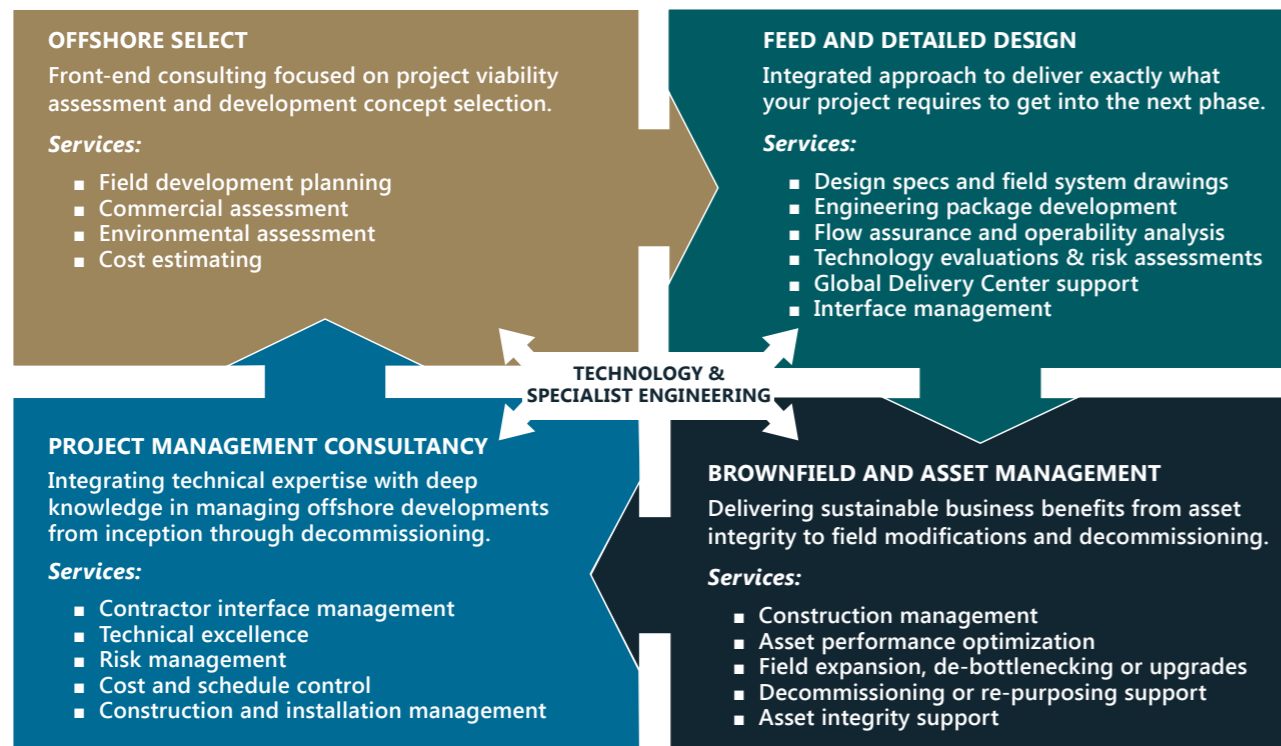 OFFSHORE SELECT
Front-end consulting focused on project viability
assessment and development concept selection.
Services:
■ Field development planning
■ Commercial assessment
■ Environmental assessment
■ Cost estimating
FEED AND DETAILED DESIGN
Integrated approach to deliver exactly what
your project requires to get into the next phase.
Services:
■ Design specs and field system drawings
■ Engineering package development
■ Flow assurance and operability analysis
■ Technology evaluations & risk assessments
■ Global Delivery Center support
■ Interface management
TECHNOLOGY &
SPECIALIST ENGINEERING
PROJECT MANAGEMENT CONSULTANCY
Integrating technical expertise with deep
knowledge in managing offshore developments
from inception through decommissioning.
Services:
■ Contractor interface management
■ Technical excellence
■ Risk management
■ Cost and schedule control
■ Construction and installation management
BROWNFIELD AND ASSET MANAGEMENT
Delivering sustainable business benefits from asset
integrity to field modifications and decommissioning.
Services:
■ Construction management
■ Asset performance optimization
■ Field expansion, de-bottlenecking or upgrades
■ Decommissioning or re-purposing support
■ Asset integrity support